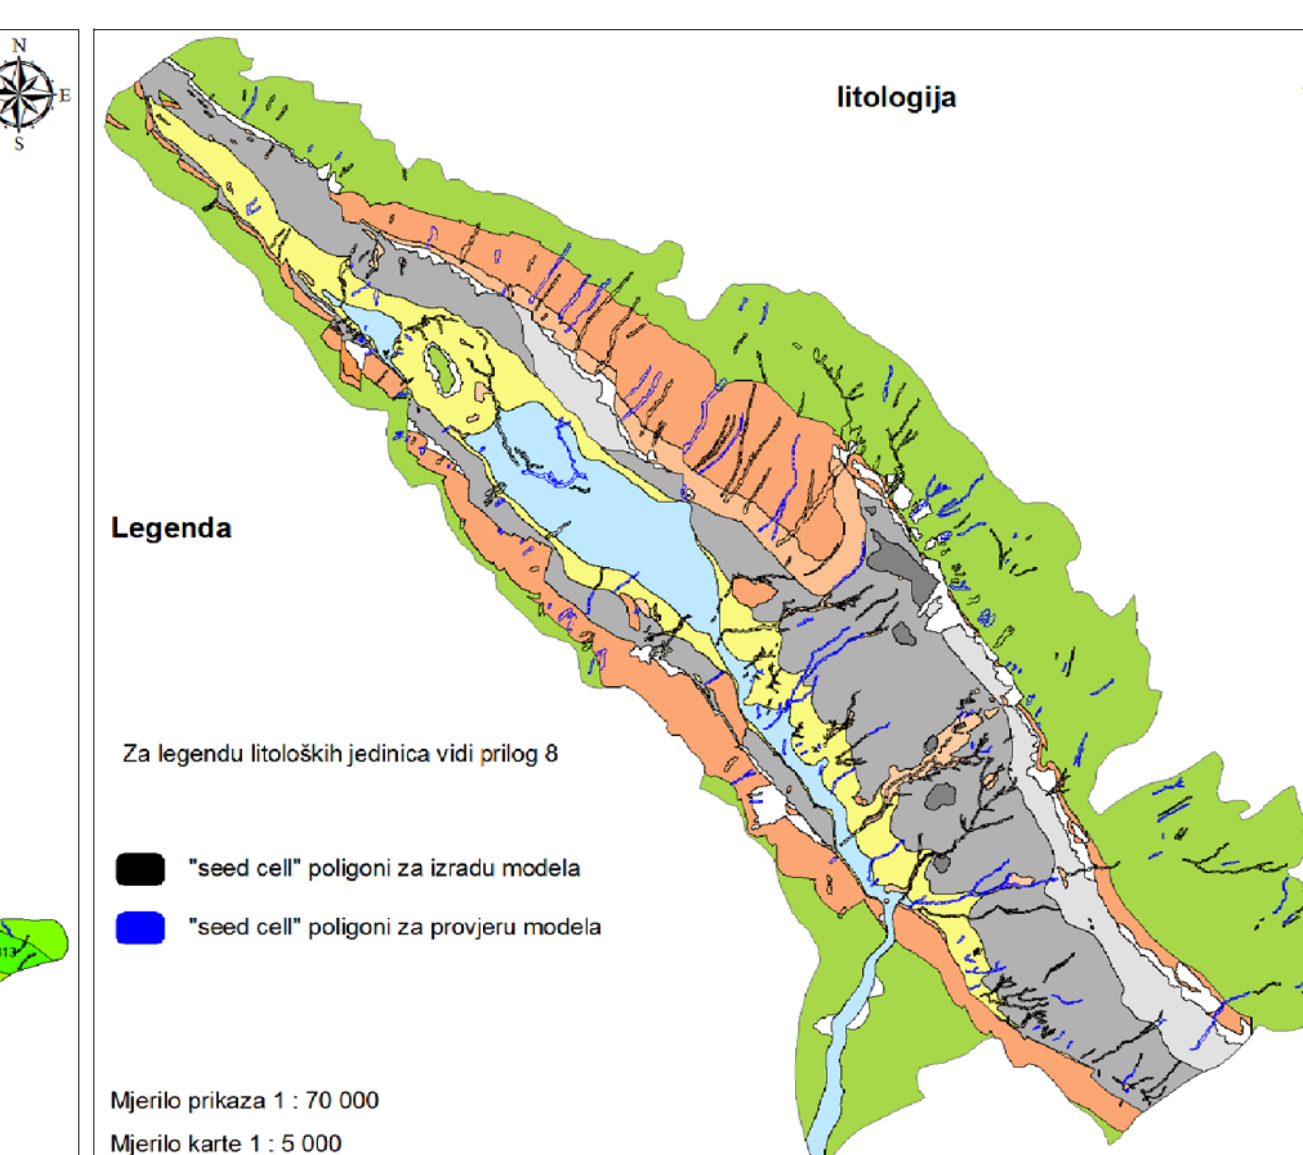 N
E
S
litologija
Legenda
Za legendu litoloških jedinica vidi prilog 8
"seed cell" poligoni za izradu modela
"seed cell" poligoni za provjeru modela
Mjerilo prikaza 1 : 70 000
Mjerilo karte 1 : 5 000